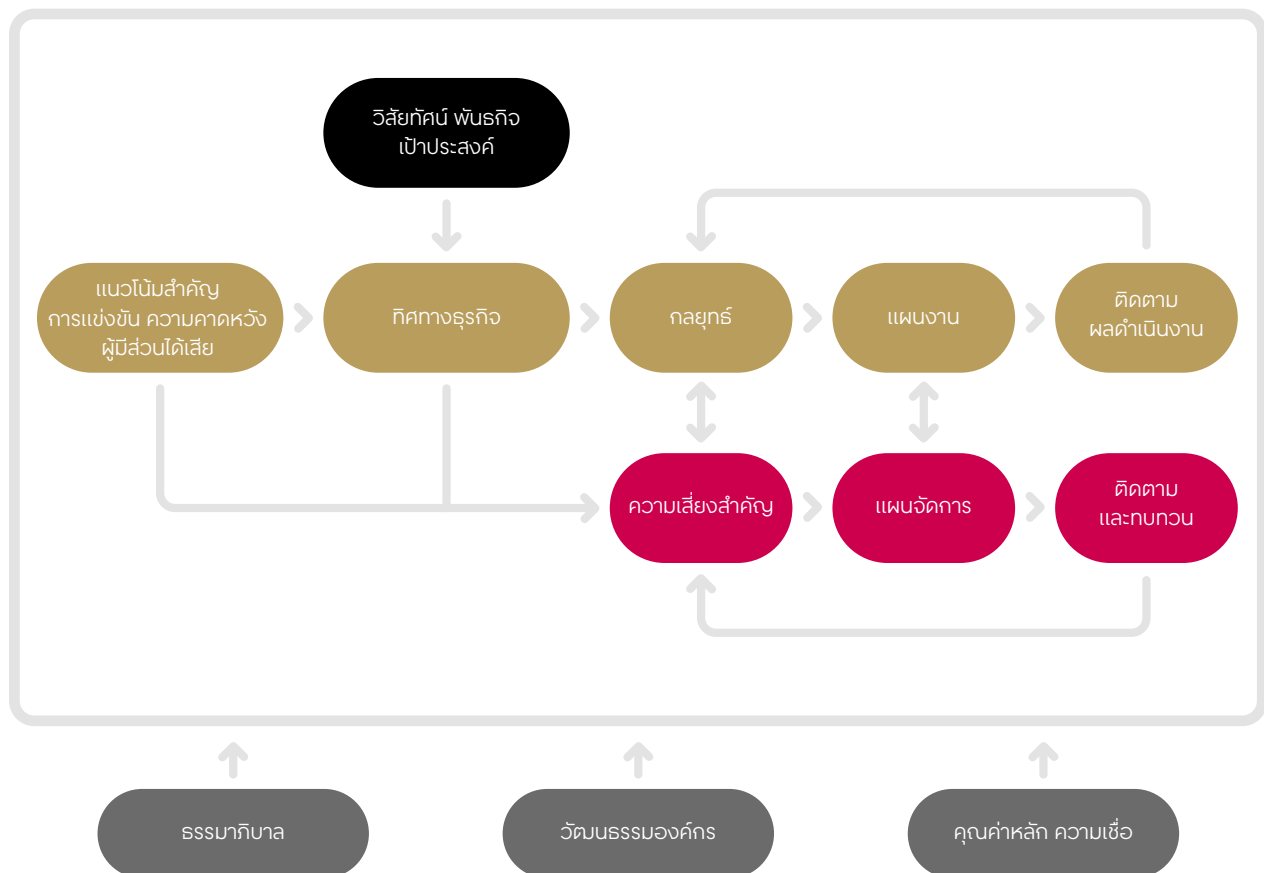 วิสัยทัศน์ พันธกิจ
เป้าประสงค์
แนวโน้มสำคัญ
การแข่งขัน ความคาดหวัง
ผู้มีส่วนได้เสีย
ทิศทางธุรกิจ
กลยุทธ์
แผนงาน
ติดตาม
ผลดำเนินงาน
ความเสี่ยงสำคัญ
แผนจัดการ
ติดตาม
และทบทวน
ธรรมาภิบาล
วัฒนธรรมองค์กร
คุณค่าหลัก ความเชื่อ